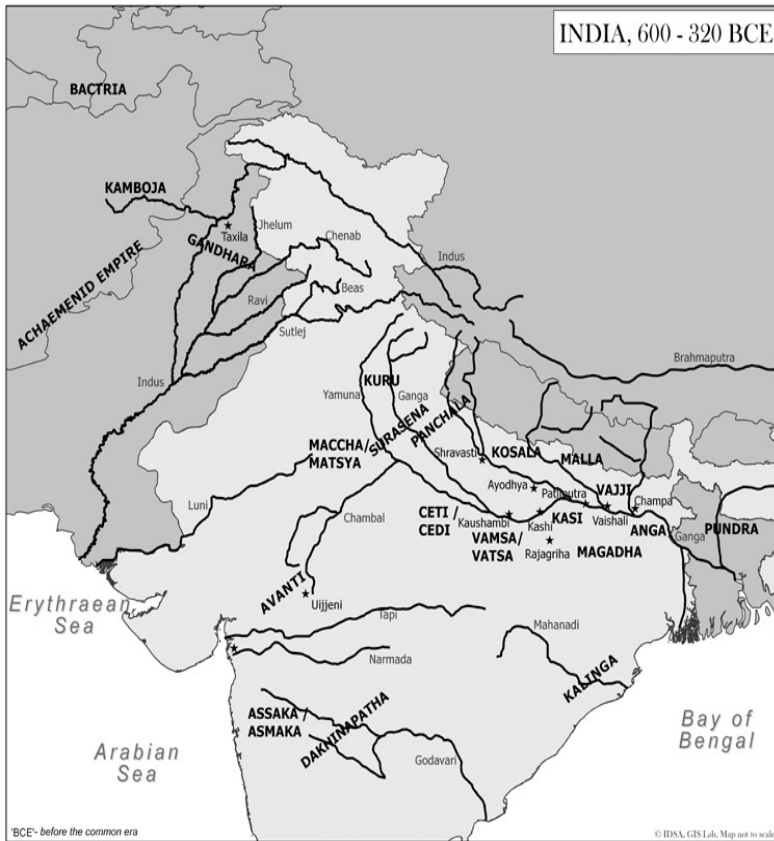 INDIA, 600 - 320 BCE
BACTRIA
KAMBOJA
Taxila
Jhelum
GANDHARA
Chenab
ACHAEMENID EMPIRE
Indus
Beas
Ravi
Sutlej
Indus
Brahmaputra
KURU
Yamuna
Ganga
SURASENA
PANCHALA
MACCHA/
MATSYA
Shravasti
KOSALA
MALLA
Luni
Ayodhya
Patliputra
VAJJI
Champa
CETI /
CEDI
Chambal
Kaushambi
Kashi
KASI
Vaishali
VAMSA/
VATSA
Rajagriha
MAGADHA
ANGA
Ganga
PUNDRA
AVANTI
Uijjeni
Erythraean
Sea
Tapi
Mahanadi
Narmada
KALINGA
ASSAKA /
ASMAKA
DAKHINAPATHA
Godavari
Arabian
Sea
Bay of
Bengal
'BCE'- before the common era
© IDSA, GIS Lab, Map not to scale